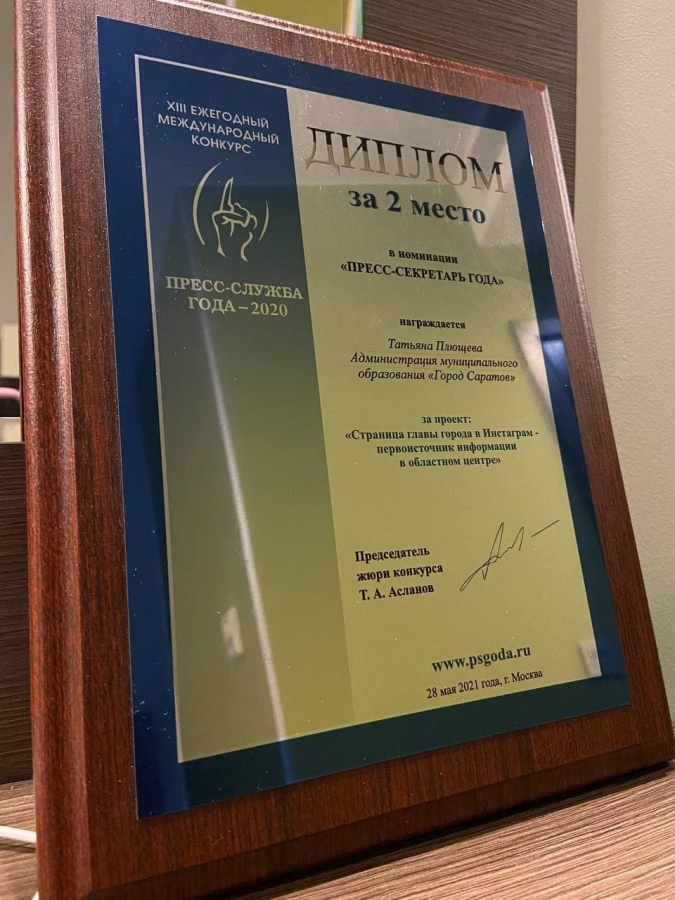 XIII ЕЖЕГОДНЫЙ
МЕЖДУНАРОДНЫЙ
КОНКУРС
ПРЕСС-СЛУЖБА
ГОДА–2020
ДИПЛОМ
за 2 место
в номинации
«ПРЕСС-СЕКРЕТАРЬ ГОДА»
награждается
Татьяна Плющева
Администрация муниципального
образования «Город Саратов»
за проект:
«Страница главы города в Инстаграм -
первоисточник информации
в областном центре»
Председатель
жюри конкурса
Т. А. Асланов
www.psgoda.ru
28 мая 2021 года, г. Москва